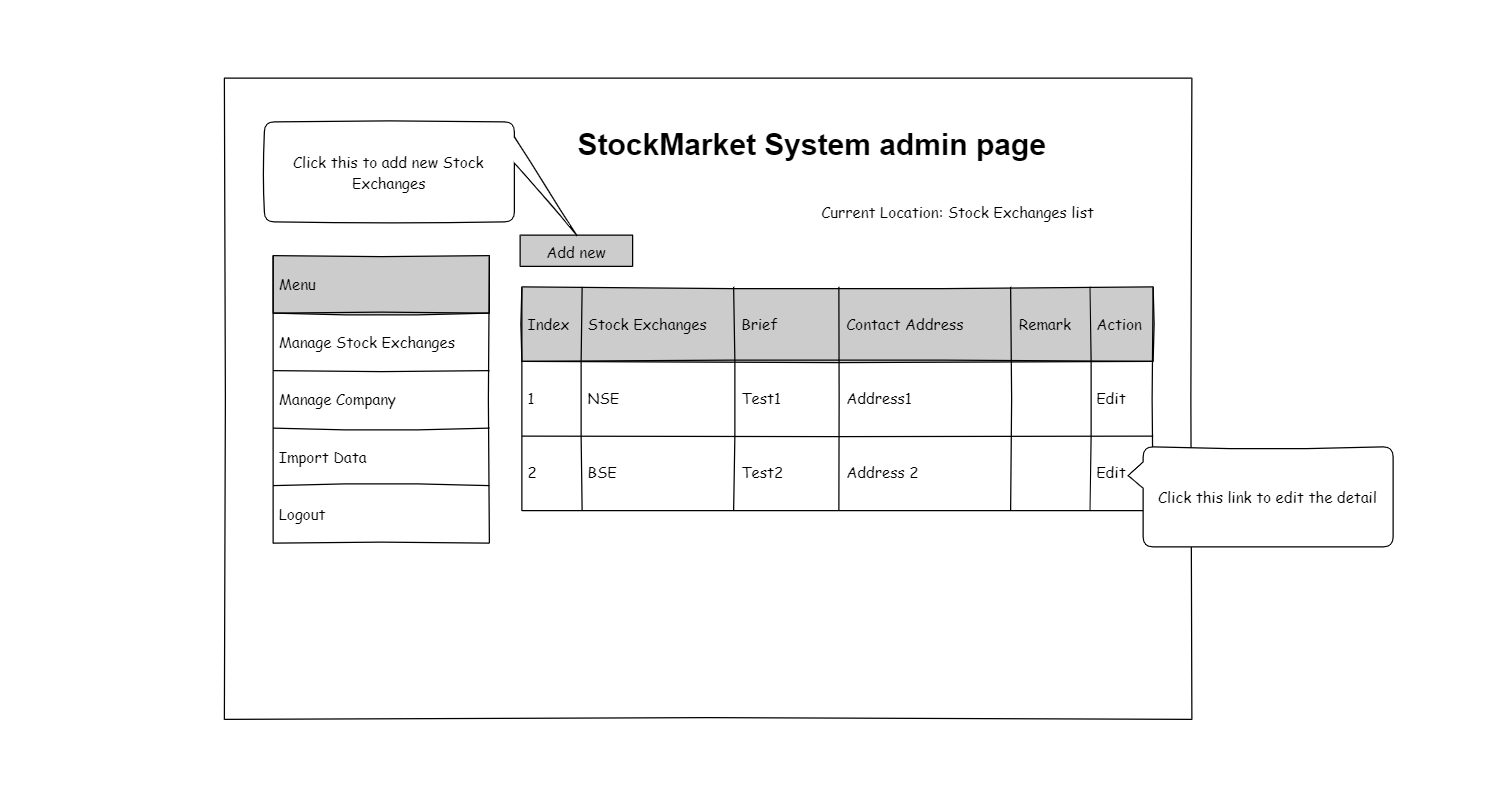 StockMarket System admin page
Click this to add new Stock
Exchanges
Current Location: Stock Exchanges list
Add new
Menu
Manage Stock Exchanges
Manage Company
Import Data
Logout
Index Stock Exchanges Brief Contact Address Remark Action
1 NSE Test1 Address1 Edit
2 BSE Test2 Address 2 Edit
Click this link to edit the detail